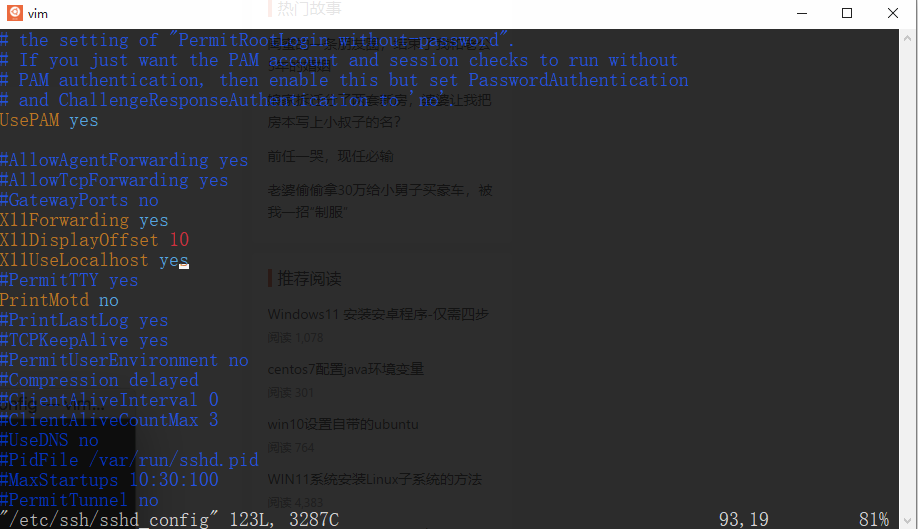 vim
热门故事
# the setting of "PermitRootLogin without-password".
# If you just want the PAM account and session checks to run without
# PAM authentication, then enable this but set PasswordAuthentication
# and ChallengeResponseAuthentication to 'no'.
UsePAM yes
房本写上小叔子的名?
前任一哭，现任必输
#AllowAgentForwarding yes
#AllowTcpForwarding yes
老婆偷偷拿30万给小舅子买豪车，被
#GatewayPorts no
我一招"制服"
X11Forwarding yes
X11DisplayOffset 10
X11UseLocalhost yes
#PermitTTY yes
推荐阅读
PrintMotd no
#PrintLastLog yes
Windows11 安装安卓程序-仅需四步
#TCPKeepAlive yes
阅读 1,078
#PermitUserEnvironment no
centos7配置java环境变量
#Compression delayed
阅读 301
#ClientAliveInterval 0
#ClientAliveCountMax 3
win10设置自带的ubuntu
#UseDNS no
阅读 764
#PidFile /var/run/sshd.pid
#MaxStartups 10:30:100
WIN11系统安装Linux子系统的方法
#PermitTunnel no
阅读 4,383
"/etc/ssh/sshd_config" 123L, 3287C 93,19 81%